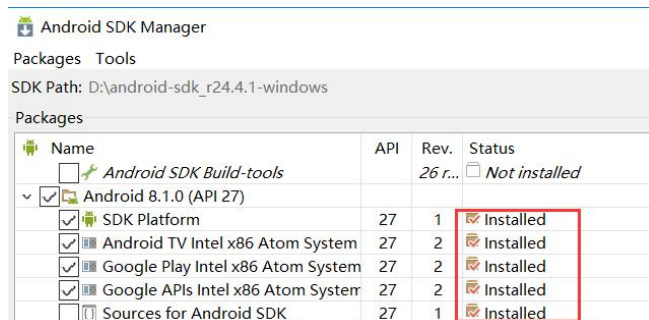 Android SDK Manager
Packages Tools
SDK Path: D:\android-sdk_r24.4.1-windows
Packages
Name API Rev. Status
Android SDK Build-tools 26 r... Not installed
Android 8.1.0 (API 27)
SDK Platform 27 1 Installed
Android TV Intel x86 Atom System 27 2 Installed
Google Play Intel x86 Atom System 27 2 Installed
Google APIs Intel x86 Atom System 27 2 Installed
Sources for Android SDK 27 1 Installed